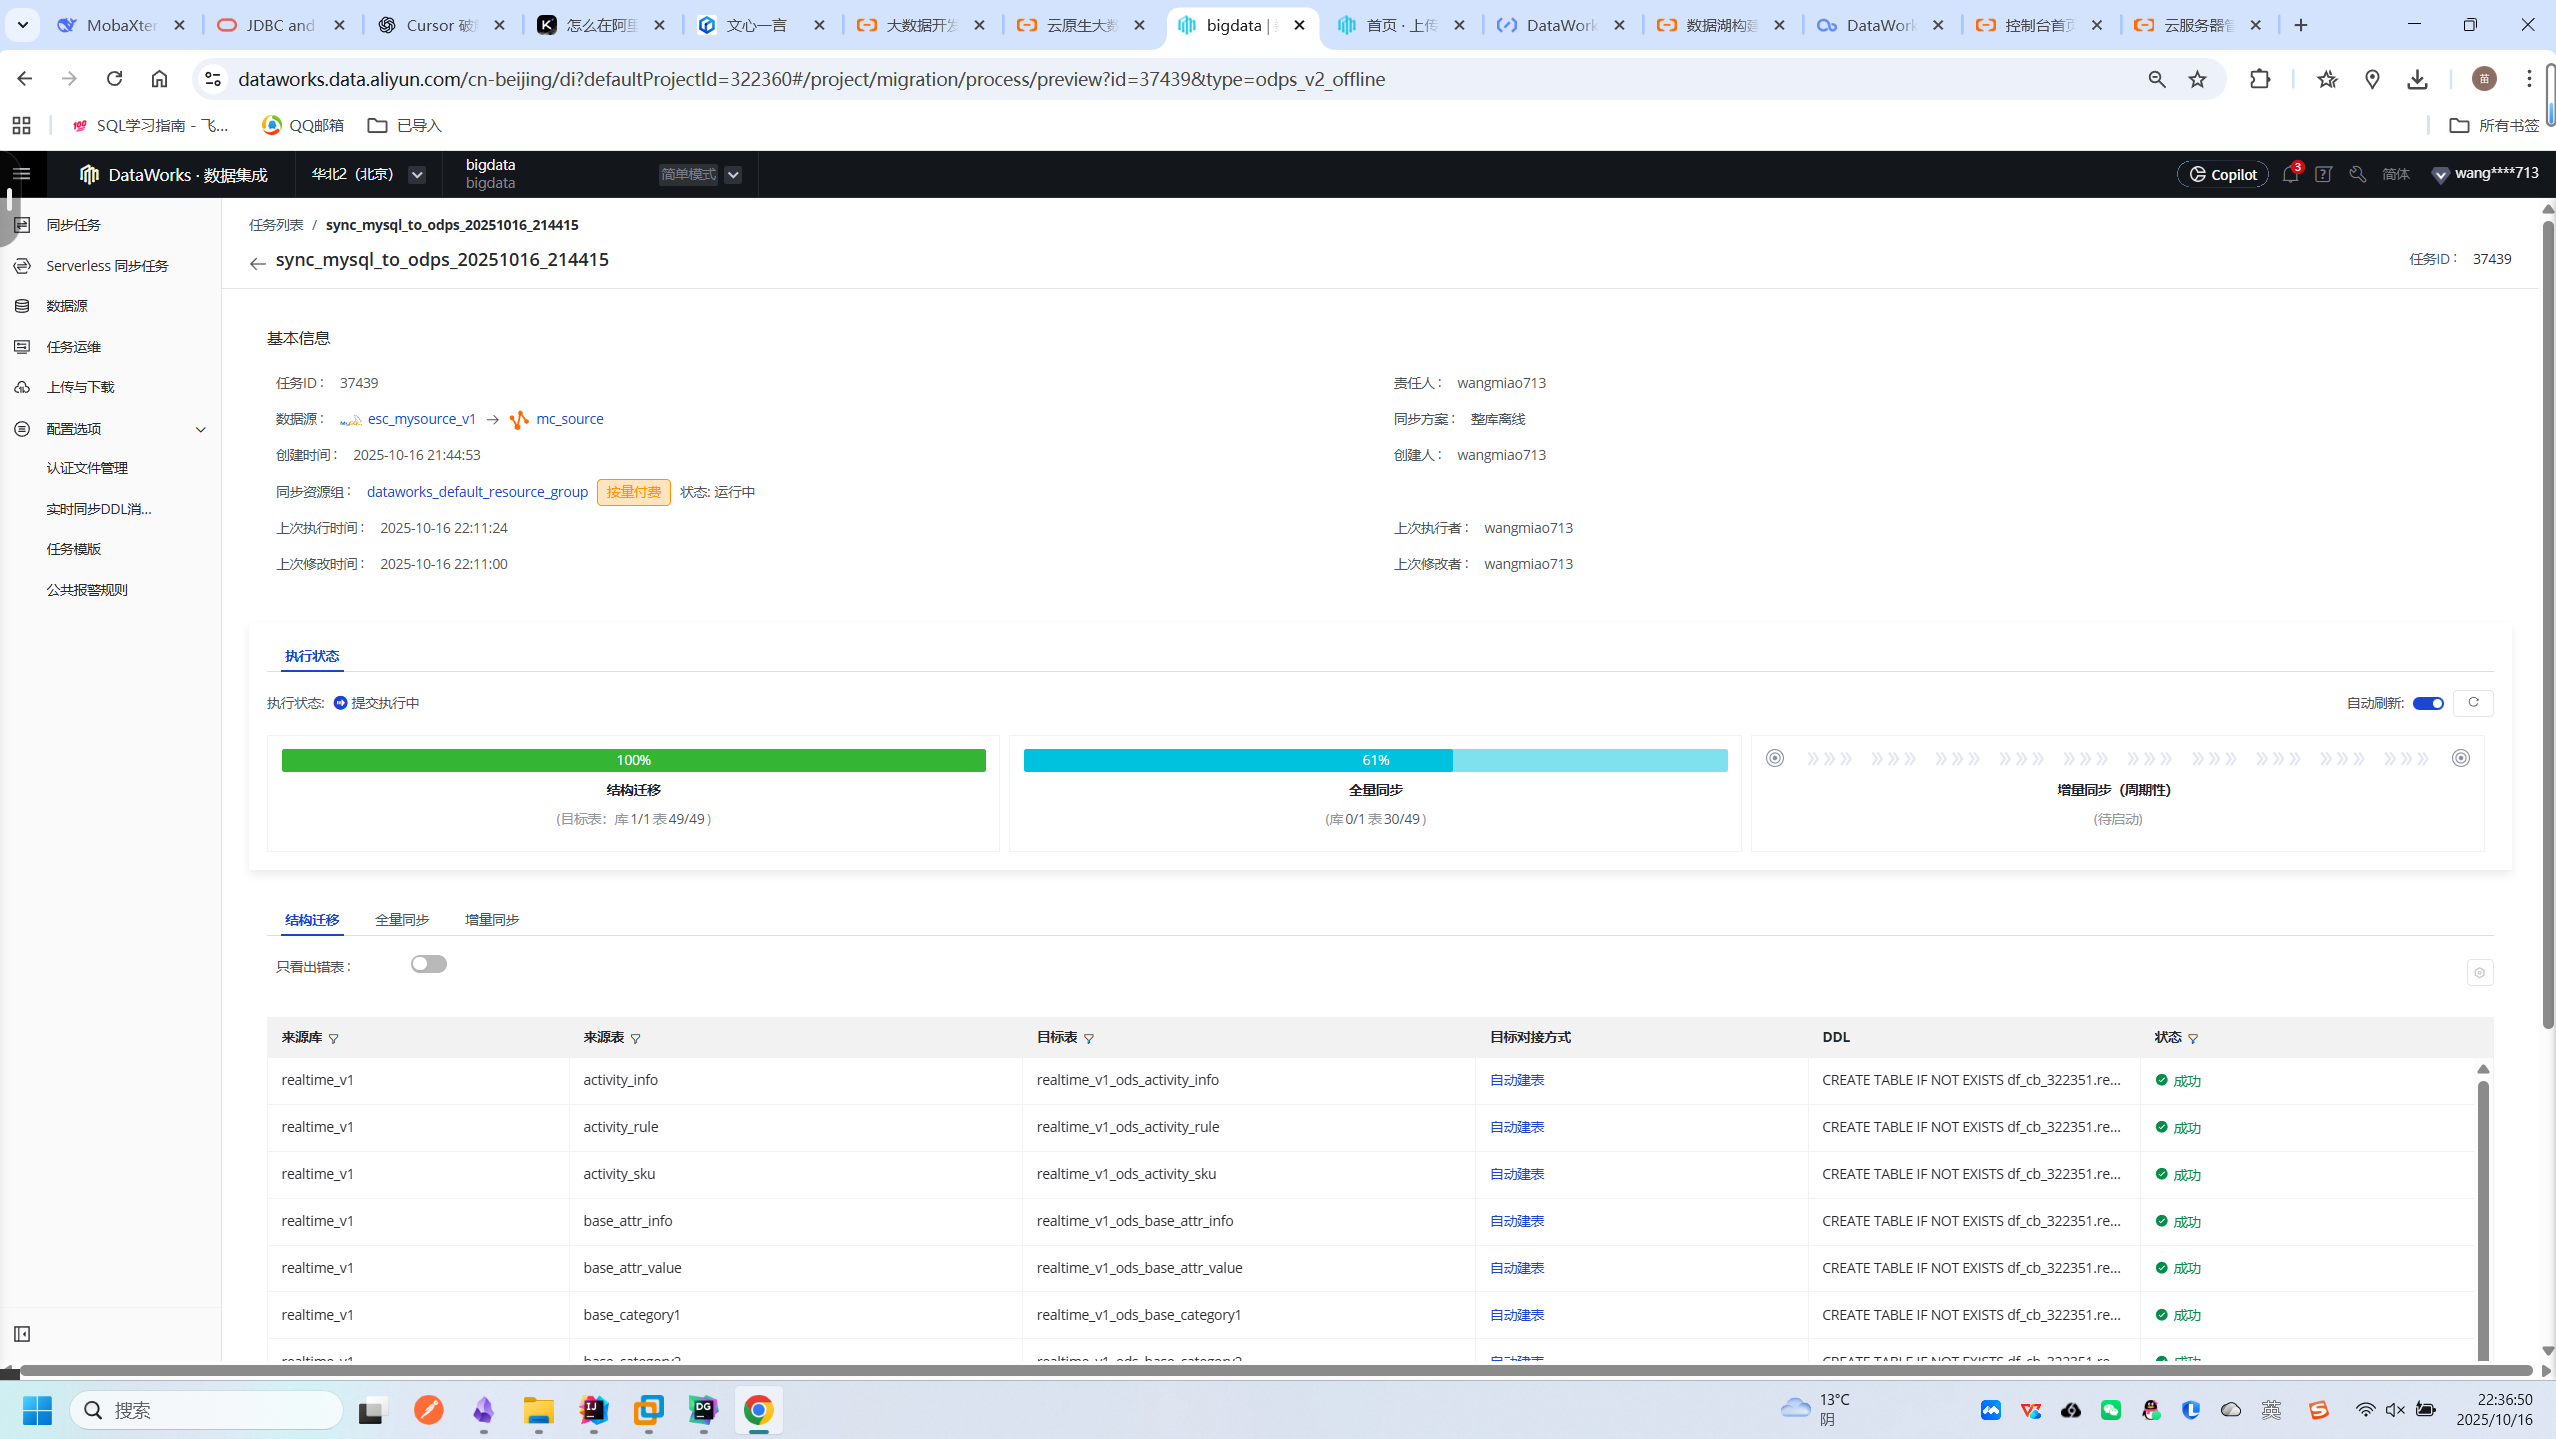 MobaXter
JDBC and
Cursor 破
怎么在阿里
文心一言
大数据开发
云原生大数
bigdata |
首页 · 上传
DataWork
数据湖构建
DataWork
控制台首页
云服务器管
dataworks.data.aliyun.com/cn-beijing/di?defaultProjectId=322360#/project/migration/process/preview?id=37439&type=odps_v2_offline
苗
SQL学习指南 - 飞...
QQ邮箱
已导入
所有书签
DataWorks · 数据集成
华北2（北京）
bigdata
bigdata
简单模式
Copilot
3
简体
wang****713
同步任务
Serverless 同步任务
数据源
任务运维
上传与下载
配置选项
认证文件管理
实时同步DDL消...
任务模版
公共报警规则
任务列表 / sync_mysql_to_odps_20251016_214415
sync_mysql_to_odps_20251016_214415
任务ID： 37439
基本信息
任务ID： 37439
责任人： wangmiao713
数据源： MySQL esc_mysource_v1 → mc_source
同步方案： 整库离线
创建时间： 2025-10-16 21:44:53
创建人： wangmiao713
同步资源组： dataworks_default_resource_group 按量付费 状态: 运行中
上次执行时间： 2025-10-16 22:11:24
上次执行者： wangmiao713
上次修改时间： 2025-10-16 22:11:00
上次修改者： wangmiao713
执行状态
执行状态: 提交执行中
自动刷新:
100%
结构迁移
(目标表: 库 1/1 表 49/49 )
61%
全量同步
(库 0/1 表 30/49 )
增量同步（周期性）
(待启动)
结构迁移 全量同步 增量同步
只看出错表：
来源库 来源表 目标表 目标对接方式 DDL 状态
realtime_v1 activity_info realtime_v1_ods_activity_info 自动建表 CREATE TABLE IF NOT EXISTS df_cb_322351.re... 成功
realtime_v1 activity_rule realtime_v1_ods_activity_rule 自动建表 CREATE TABLE IF NOT EXISTS df_cb_322351.re... 成功
realtime_v1 activity_sku realtime_v1_ods_activity_sku 自动建表 CREATE TABLE IF NOT EXISTS df_cb_322351.re... 成功
realtime_v1 base_attr_info realtime_v1_ods_base_attr_info 自动建表 CREATE TABLE IF NOT EXISTS df_cb_322351.re... 成功
realtime_v1 base_attr_value realtime_v1_ods_base_attr_value 自动建表 CREATE TABLE IF NOT EXISTS df_cb_322351.re... 成功
realtime_v1 base_category1 realtime_v1_ods_base_category1 自动建表 CREATE TABLE IF NOT EXISTS df_cb_322351.re... 成功
搜索
13°C
阴
英
22:36:50
2025/10/16